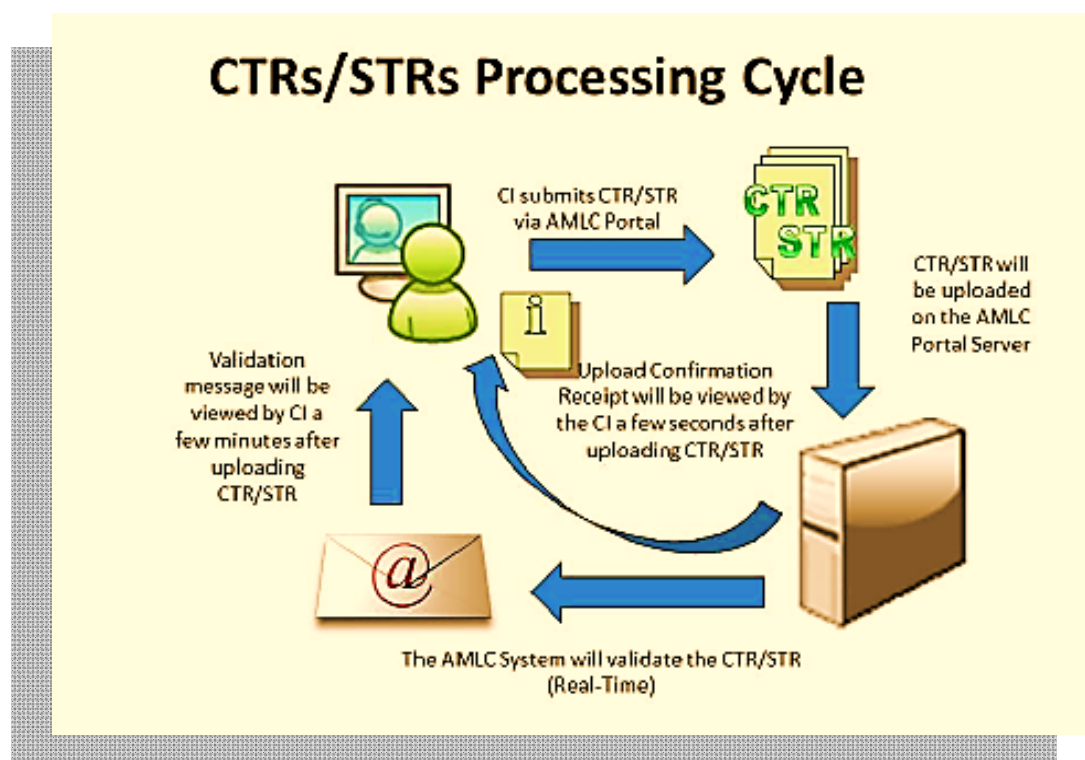 CTRs/STRs Processing Cycle
CI submits CTR/STR
via AMLC Portal
CTR
STR
CTR/STR will
be uploaded
on the AMLC
Portal Server
i
Upload Confirmation
Receipt will be viewed by
the CI a few seconds after
uploading CTR/STR
Validation
message will be
viewed by CI a
few minutes after
uploading
CTR/STR
@
The AMLC System will validate the CTR/STR
(Real-Time)